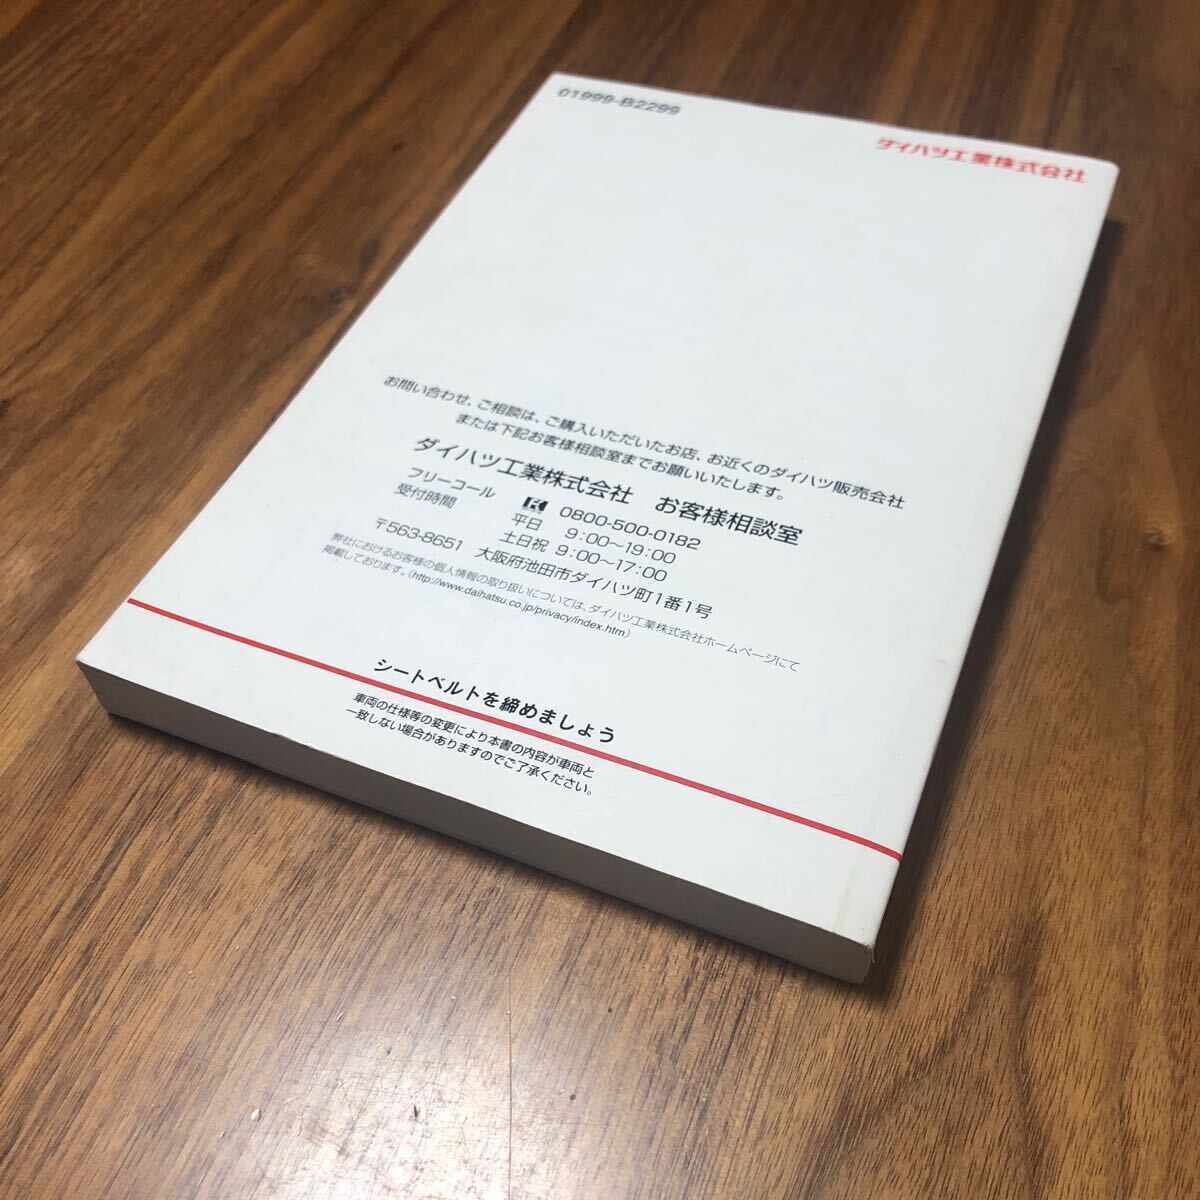 01999-B2299
ダイハツ工業株式会社
お問い合わせ、ご相談は、ご購入いただいたお店、お近くのダイハツ販売会社
または下記お客様相談室までお願いいたします。
ダイハツ工業株式会社　お客様相談室
フリーコール 0800-500-0182
受付時間 平日 9:00〜19:00
土日祝 9:00〜17:00
〒563-8651 大阪府池田市ダイハツ町1番1号
弊社におけるお客様の個人情報の取り扱いについては、ダイハツ工業株式会社ホームページにて
掲載しております。(http://www.daihatsu.co.jp/privacy/index.htm)
シートベルトを締めましょう
車両の仕様等の変更により本書の内容が車両と
一致しない場合がありますのでご了承ください。